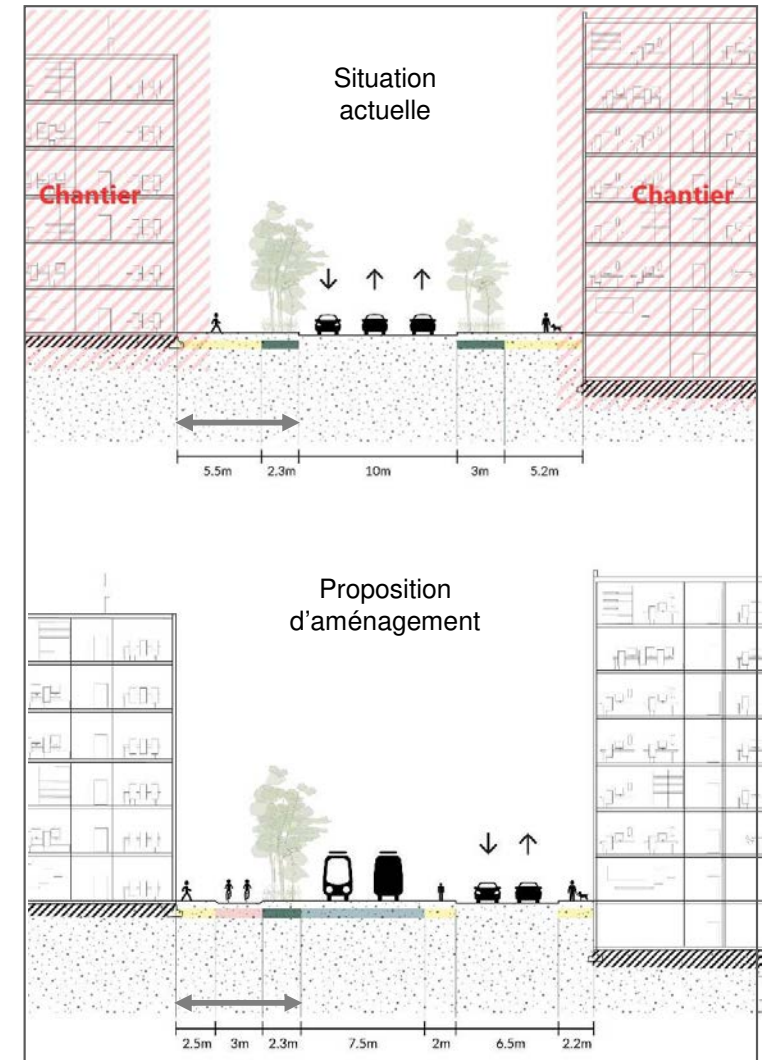 Situation
actuelle
Chantier
Chantier
5.5m 2.3m 10m 3m 5.2m
Proposition
d’aménagement
2.5m 3m 2.3m 7.5m 2m 6.5m 2.2m